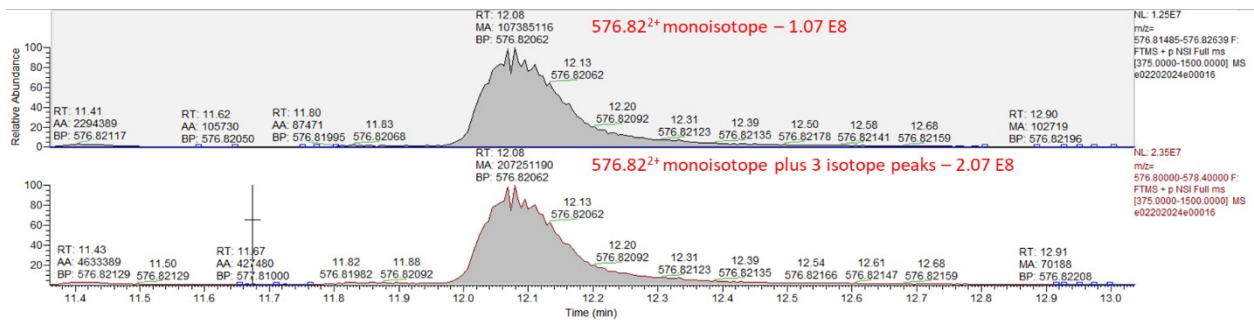 RT: 12.08
MA: 107385116
BP: 576.82062
576.82²⁺ monoisotope – 1.07 E8
NL: 1.25E7
m/z=
576.81485-576.82639 F:
FTMS + p NSI Full ms
[375.0000-1500.0000] MS
e02202024e00016
Relative Abundance
100
80
60
40
20
0
RT: 11.41
AA: 2294389
BP: 576.82117
RT: 11.62
AA: 105730
BP: 576.82050
RT: 11.80
AA: 87471
BP: 576.81995
11.83
576.82068
12.13
576.82062
12.20
576.82092
12.31
576.82123
12.39
576.82135
12.50
576.82178
12.58
576.82141
12.68
576.82159
RT: 12.90
MA: 102719
BP: 576.82196
RT: 12.08
MA: 207251190
BP: 576.82062
576.82²⁺ monoisotope plus 3 isotope peaks – 2.07 E8
NL: 2.35E7
m/z=
576.80000-578.40000 F:
FTMS + p NSI Full ms
[375.0000-1500.0000] MS
e02202024e00016
100
80
60
40
20
RT: 11.43
AA: 4633389
BP: 576.82129
11.50
576.82129
RT: 11.67
AA: 427480
BP: 577.81000
11.82
576.81982
11.88
576.82092
12.13
576.82062
12.20
576.82092
12.31
576.82123
12.39
576.82135
12.54
576.82166
12.61
576.82147
12.68
576.82159
RT: 12.91
MA: 70188
BP: 576.82208
11.4 11.5 11.6 11.7 11.8 11.9 12.0 12.1 12.2 12.3 12.4 12.5 12.6 12.7 12.8 12.9 13.0
Time (min)